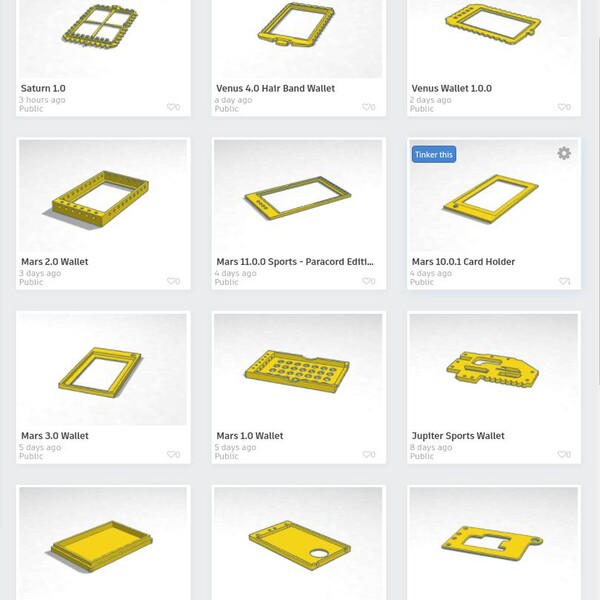 Saturn 1.0
3 hours ago
Public
0
Venus 4.0 Hair Band Wallet
a day ago
Public
0
Venus Wallet 1.0.0
2 days ago
Public
0
Mars 2.0 Wallet
3 days ago
Public
0
Mars 11.0.0 Sports - Paracord Editi...
4 days ago
Public
0
Tinker this
Mars 10.0.1 Card Holder
4 days ago
Public
1
Mars 3.0 Wallet
5 days ago
Public
0
Mars 1.0 Wallet
5 days ago
Public
0
Jupiter Sports Wallet
8 days ago
Public
0